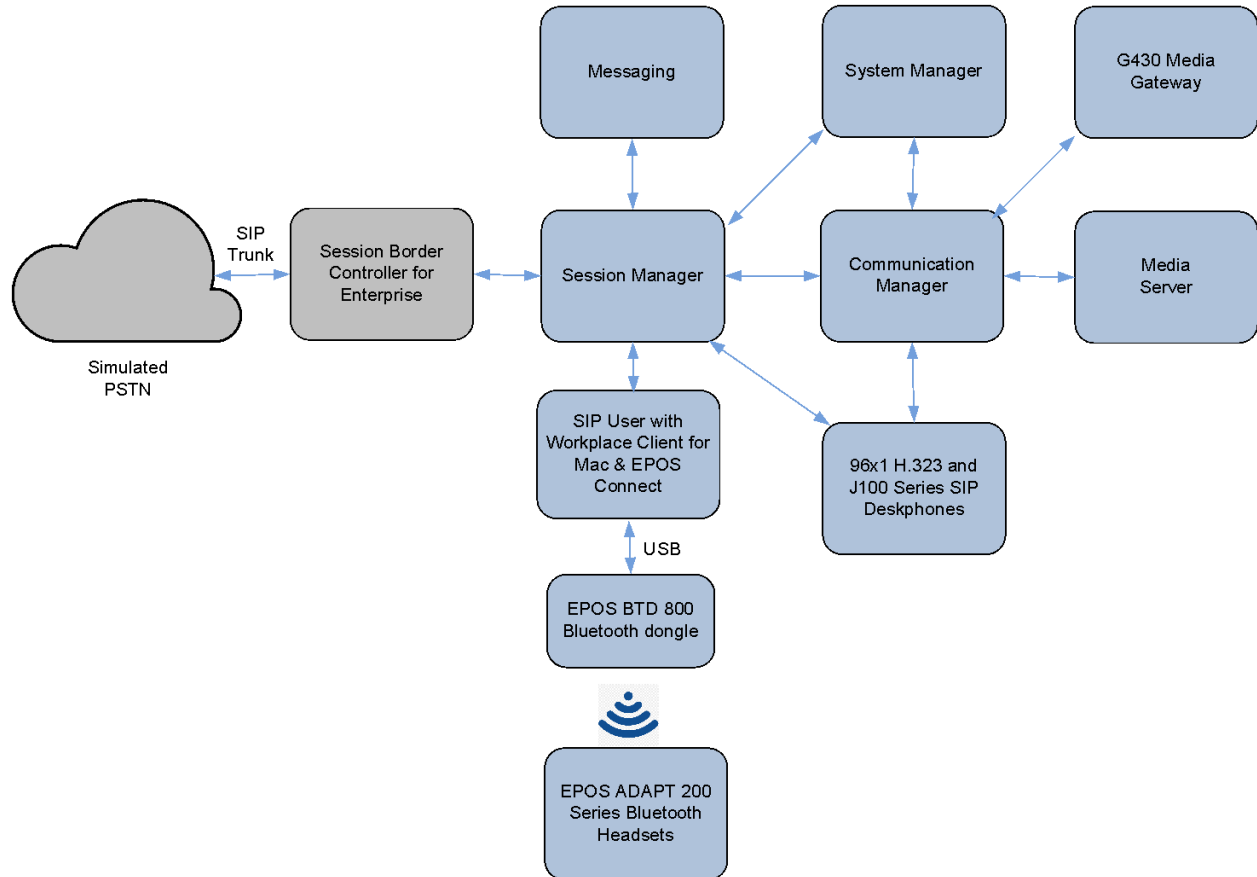 Messaging
System Manager
G430 Media
Gateway
SIP
Trunk
Session Border
Controller for
Enterprise
Session Manager
Communication
Manager
Media
Server
Simulated
PSTN
SIP User with
Workplace Client for
Mac & EPOS
Connect
96x1 H.323 and
J100 Series SIP
Deskphones
USB
EPOS BTD 800
Bluetooth dongle
EPOS ADAPT 200
Series Bluetooth
Headsets